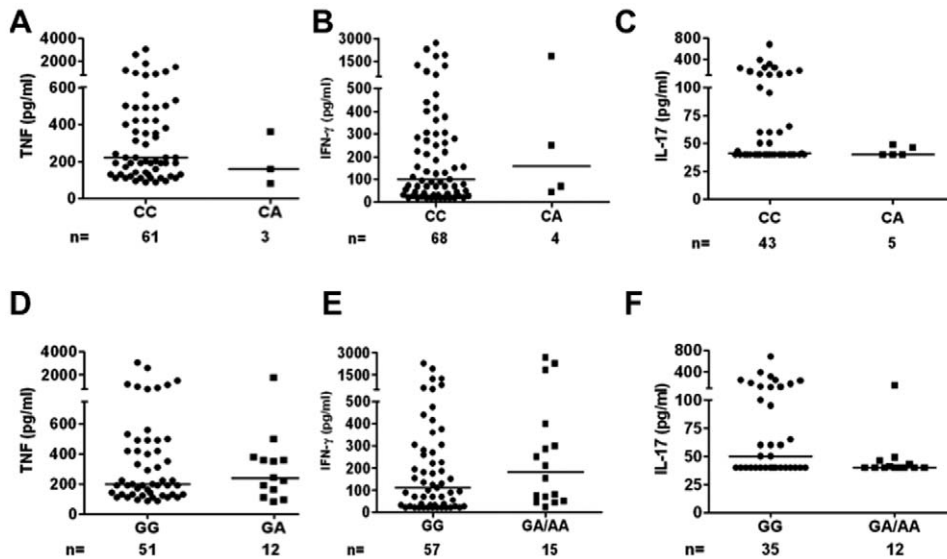 A
B
C
TNF (pg/ml)
4000
2000
600
400
200
0
CC
CA
n=
61
3
IFN-γ (pg/ml)
3000
1500
500
400
300
200
100
0
CC
CA
n=
68
4
IL-17 (pg/ml)
800
400
100
75
50
25
0
CC
CA
n=
43
5
D
E
F
TNF (pg/ml)
4000
2000
600
400
200
0
GG
GA
n=
51
12
IFN-γ (pg/ml)
3000
1500
500
400
300
200
100
0
GG
GA/AA
n=
57
15
IL-17 (pg/ml)
800
400
100
75
50
25
0
GG
GA/AA
n=
35
12